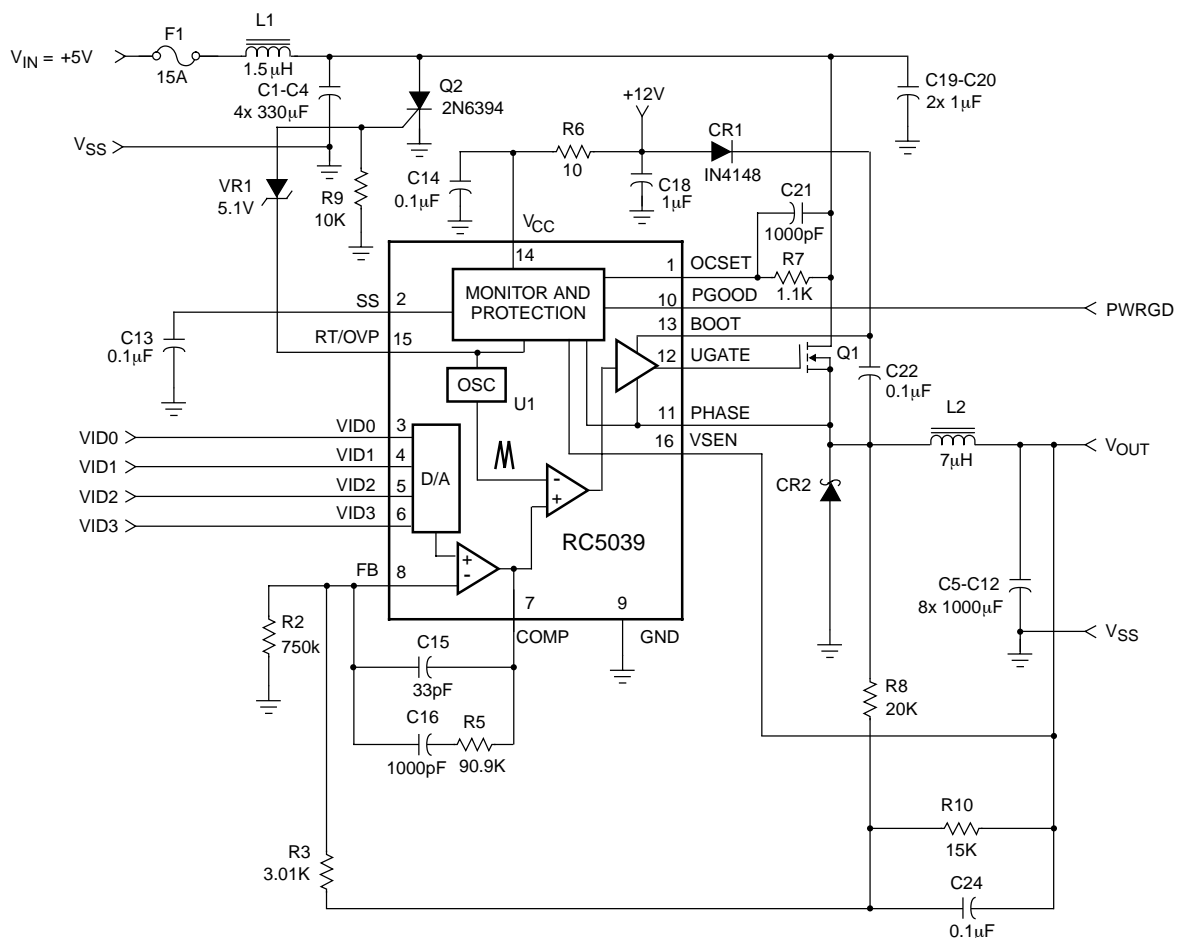 F1
L1
V_IN = +5V
15A
1.5µH
C1-C4
4x 330µF
Q2
2N6394
C19-C20
2x 1µF
+12V
V_SS
R6
10
CR1
IN4148
VR1
5.1V
R9
10K
C14
0.1µF
C18
1µF
C21
1000pF
V_CC
14
1
OCSET
R7
1.1K
SS
2
MONITOR AND
PROTECTION
10
PGOOD
PWRGD
C13
0.1µF
13
BOOT
RT/OVP
15
12
UGATE
Q1
C22
0.1µF
OSC
U1
11
PHASE
16
VSEN
L2
7µH
V_OUT
VID0
VID0
3
VID1
VID1
4
VID2
VID2
5
VID3
VID3
6
D/A
-
+
CR2
RC5039
+
-
FB
8
7
COMP
9
GND
C5-C12
8x 1000µF
V_SS
R2
750k
C15
33pF
C16
1000pF
R5
90.9K
R8
20K
R10
15K
R3
3.01K
C24
0.1µF